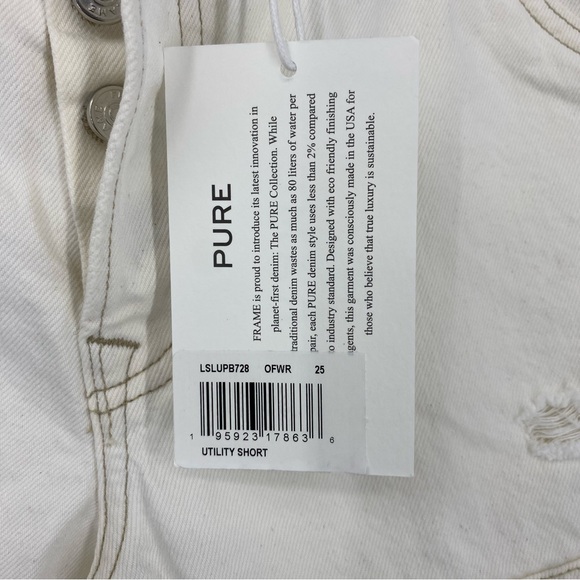 PURE
FRAME is proud to introduce its latest innovation in
planet-first denim: The PURE Collection. While
traditional denim wastes as much as 80 liters of water per
pair, each PURE denim style uses less than 2% compared
o industry standard. Designed with eco friendly finishing
agents, this garment was consciously made in the USA for
those who believe that true luxury is sustainable.
LSLUPB728 OFWR 25
1 95923 17863 6
UTILITY SHORT